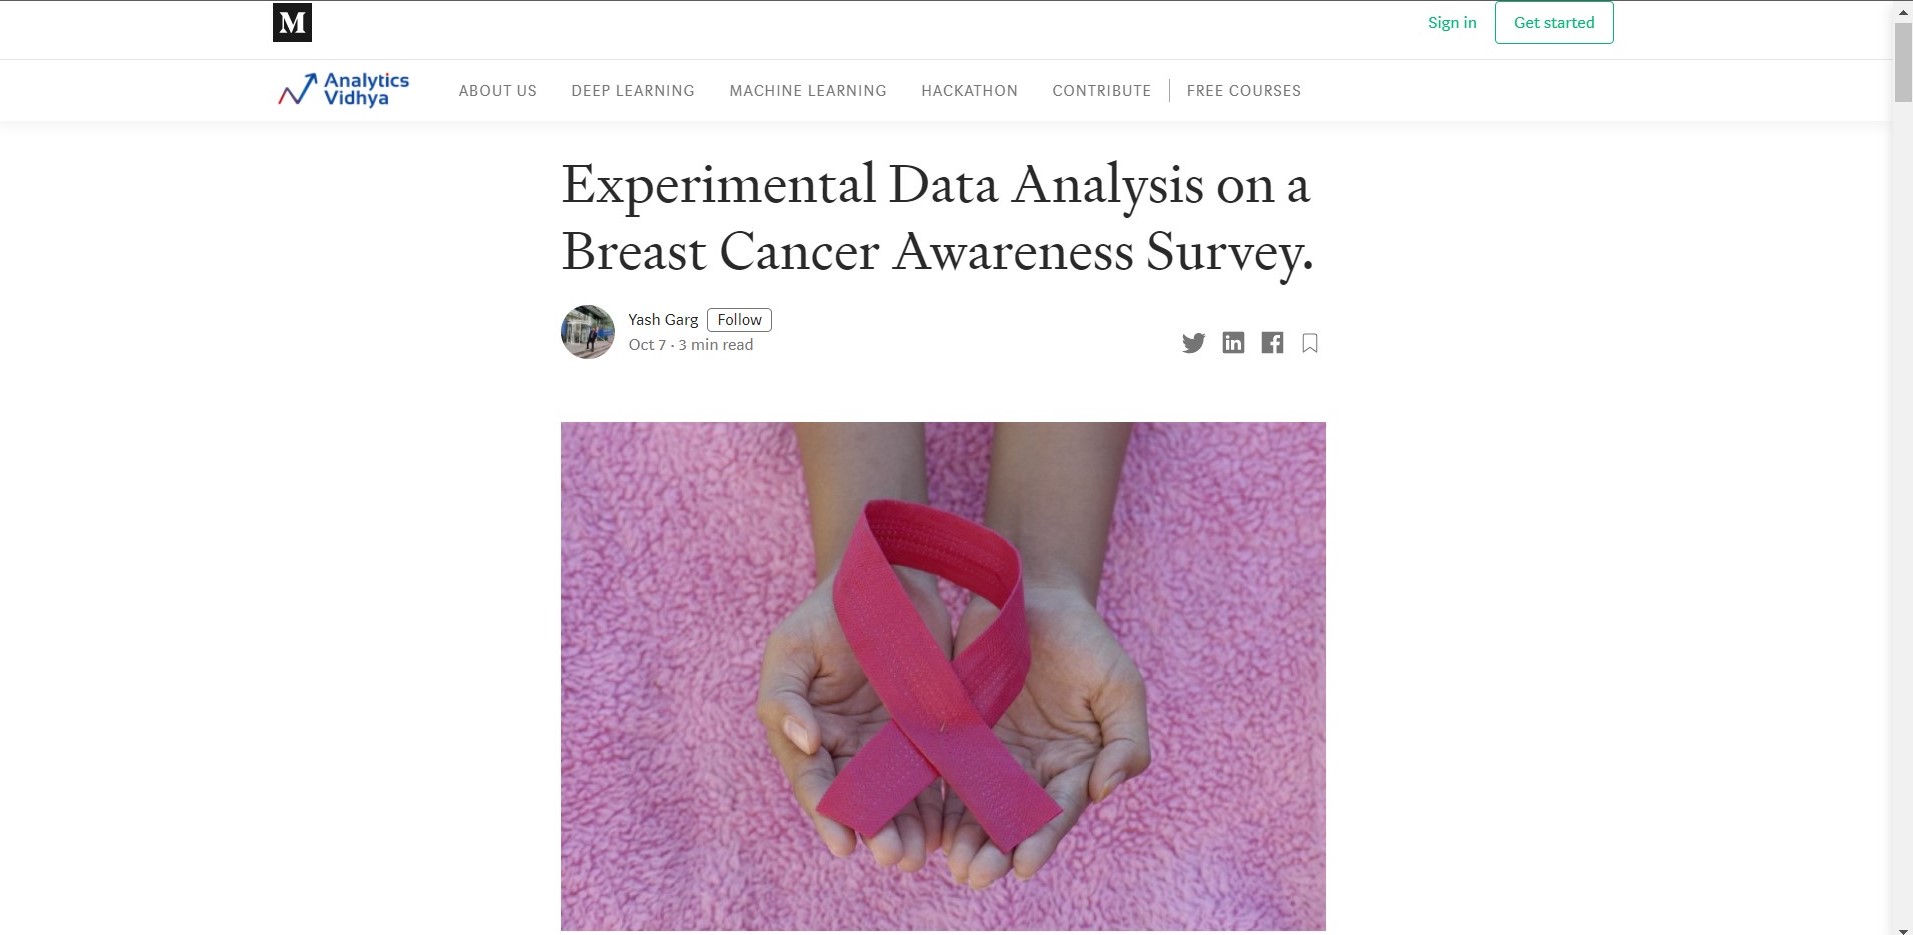 M
Sign in
Get started
Analytics
Vidhya
ABOUT US
DEEP LEARNING
MACHINE LEARNING
HACKATHON
CONTRIBUTE
FREE COURSES
Experimental Data Analysis on a
Breast Cancer Awareness Survey.
Yash Garg
Follow
Oct 7 · 3 min read
in
f